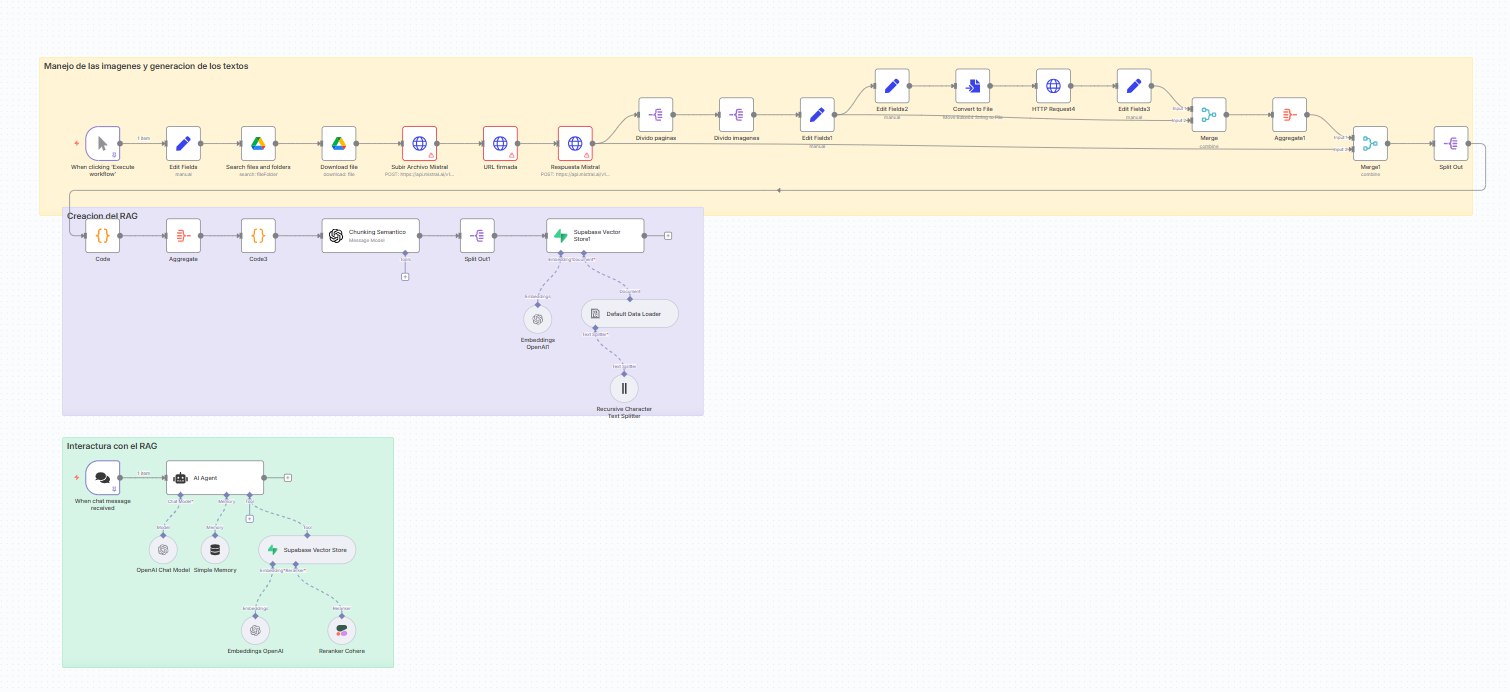 Manejo de las imagenes y generacion de los textos
When clicking 'Execute
workflow'
1 item
Edit Fields
manual
Search files and folders
search: fileFolder
Download file
download: file
Subir Archivo Mistral
POST: https://api.mistral.ai/v1...
URL firmada
Respuesta Mistral
POST: https://api.mistral.ai/v1...
Divido paginas
Divido imagenes
Edit Fields1
manual
Edit Fields2
manual
Convert to File
Move Base64 String to File
HTTP Request4
Edit Fields3
manual
Input 1
Input 2
Merge
combine
Aggregate1
Input 1
Input 2
Merge1
combine
Split Out
Creacion del RAG
Code
Aggregate
Code3
Chunking Semantico
Message Model
Tools
Split Out1
Supabase Vector
Store1
Embedding
Document*
Embeddings
Embeddings
OpenAI1
Document
Default Data Loader
Text Splitter*
Text Splitter
Recursive Character
Text Splitter
Interactura con el RAG
When chat message
received
1 item
AI Agent
Chat Model*
Memory
Tool
Model
OpenAI Chat Model
Memory
Simple Memory
Tool
Supabase Vector Store
Embedding*
Reranker*
Embeddings
Embeddings OpenAI
Reranker
Reranker Cohere